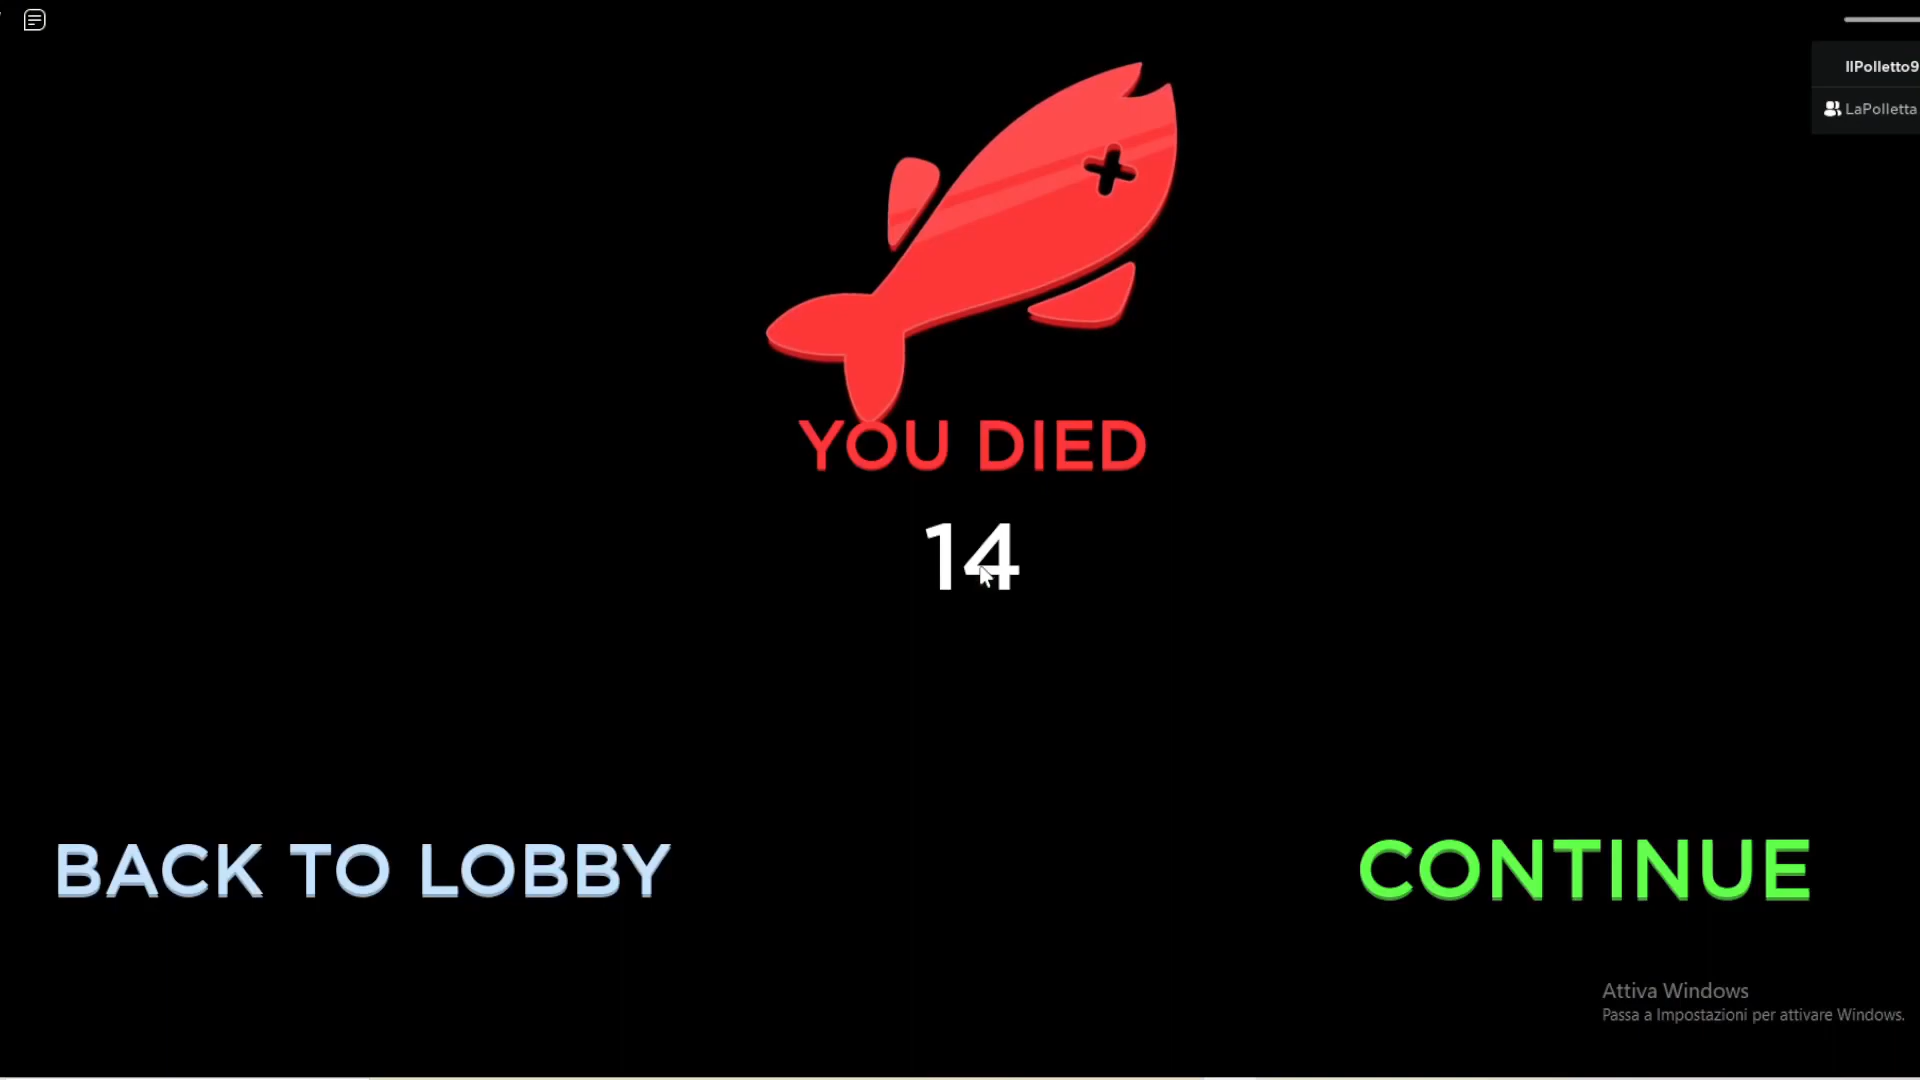 IlPolletto9
LaPolletta
YOU DIED
14
BACK TO LOBBY
CONTINUE
Attiva Windows
Passa a Impostazioni per attivare Windows.